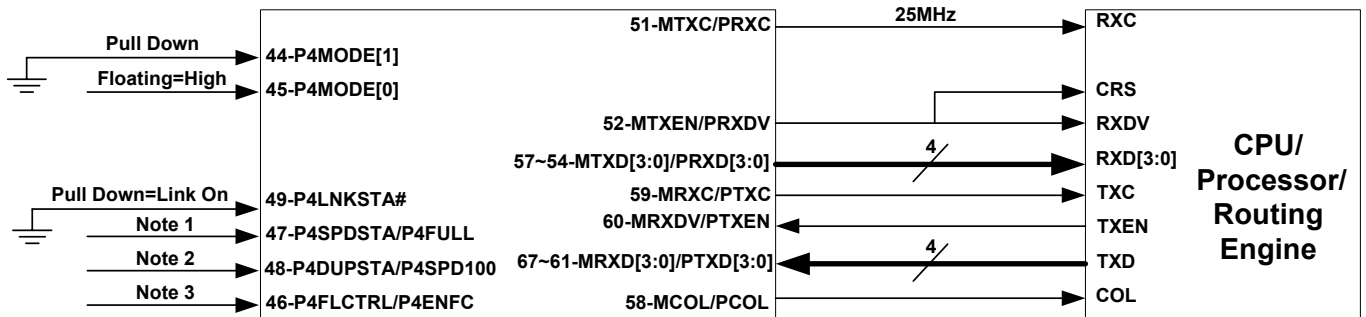 Pull Down
Floating=High
Pull Down=Link On
Note 1
Note 2
Note 3
44-P4MODE[1]
45-P4MODE[0]
49-P4LNKSTA#
47-P4SPDSTA/P4FULL
48-P4DUPSTA/P4SPD100
46-P4FLCTRL/P4ENFC
51-MTXC/PRXC
52-MTXEN/PRXDV
57~54-MTXD[3:0]/PRXD[3:0]
59-MRXC/PTXC
60-MRXDV/PTXEN
67~61-MRXD[3:0]/PTXD[3:0]
58-MCOL/PCOL
25MHz
4
4
RXC
CRS
RXDV
RXD[3:0]
TXC
TXEN
TXD
COL
CPU/
Processor/
Routing
Engine